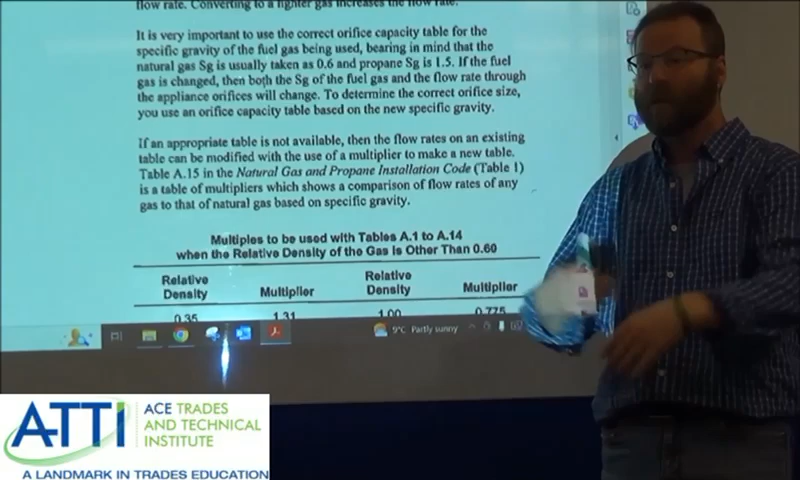 flow rate. Converting to a lighter gas increases the flow rate.
It is very important to use the correct orifice capacity table for the
specific gravity of the fuel gas being used, bearing in mind that the
natural gas Sg is usually taken as 0.6 and propane Sg is 1.5. If the fuel
gas is changed, then both the Sg of the fuel gas and the flow rate through
the appliance orifices will change. To determine the correct orifice size,
you use an orifice capacity table based on the new specific gravity.
If an appropriate table is not available, then the flow rates on an existing
table can be modified with the use of a multiplier to make a new table.
Table A.15 in the Natural Gas and Propane Installation Code (Table 1)
is a table of multipliers which shows a comparison of flow rates of any
gas to that of natural gas based on specific gravity.
Multiples to be used with Tables A.1 to A.14
when the Relative Density of the Gas is Other Than 0.60
Relative Density Multiplier Relative Density Multiplier
0.35 1.31 1.00 0.775
9°C Partly sunny
ATTI ACE TRADES
AND TECHNICAL
INSTITUTE
A LANDMARK IN TRADES EDUCATION